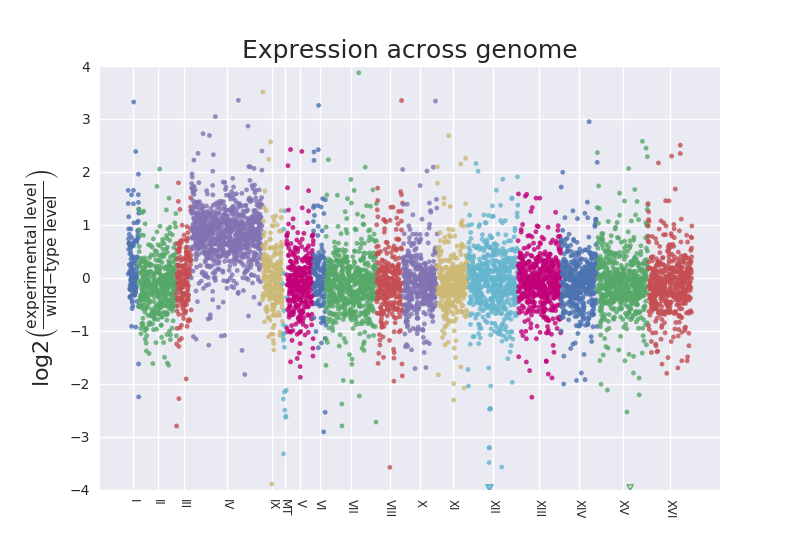 Expression across genome
log2(experimental level / wild−type level)
4
3
2
1
0
−1
−2
−3
−4
I
II
III
IV
IX
MT
V
VI
VII
VIII
X
XI
XII
XIII
XIV
XV
XVI